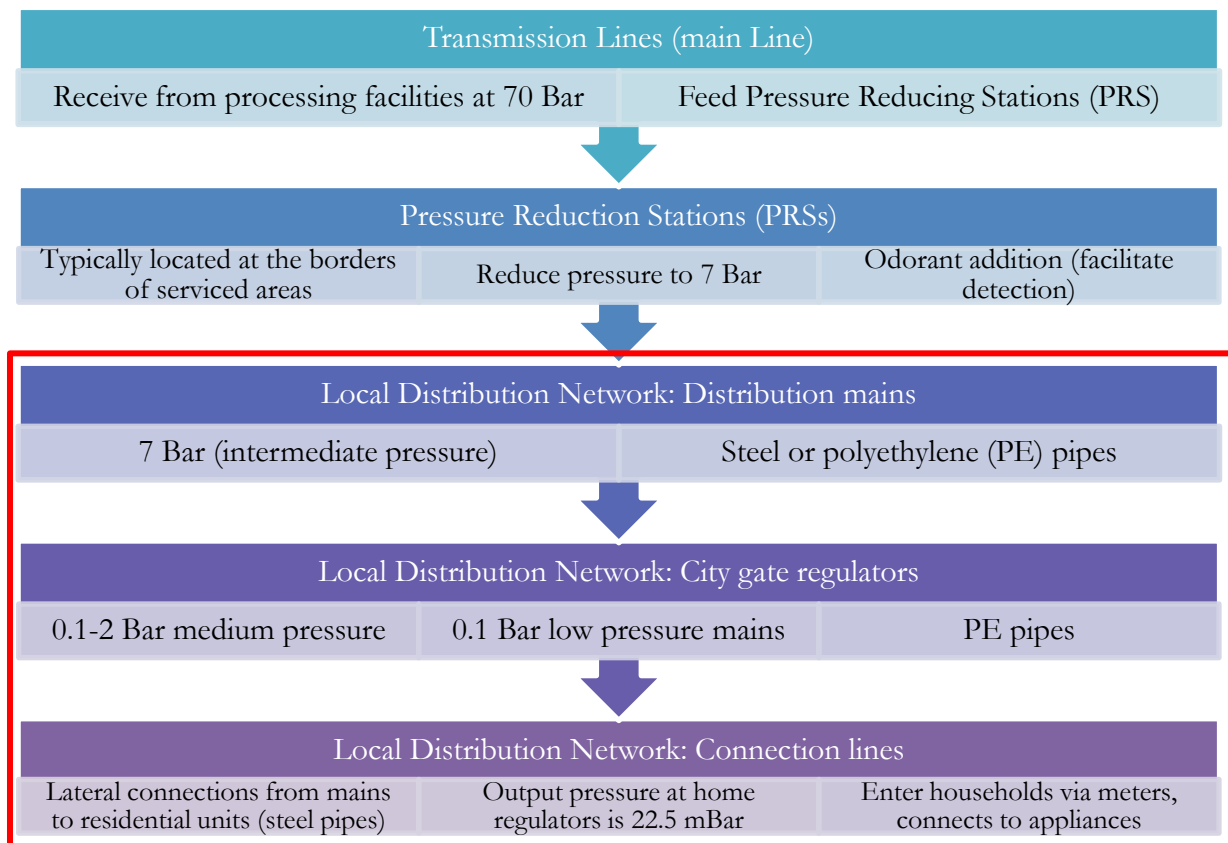 Transmission Lines (main Line)
Receive from processing facilities at 70 Bar
Feed Pressure Reducing Stations (PRS)
Pressure Reduction Stations (PRSs)
Typically located at the borders
of serviced areas
Reduce pressure to 7 Bar
Odorant addition (facilitate
detection)
Local Distribution Network: Distribution mains
7 Bar (intermediate pressure)
Steel or polyethylene (PE) pipes
Local Distribution Network: City gate regulators
0.1-2 Bar medium pressure
0.1 Bar low pressure mains
PE pipes
Local Distribution Network: Connection lines
Lateral connections from mains
to residential units (steel pipes)
Output pressure at home
regulators is 22.5 mBar
Enter households via meters,
connects to appliances